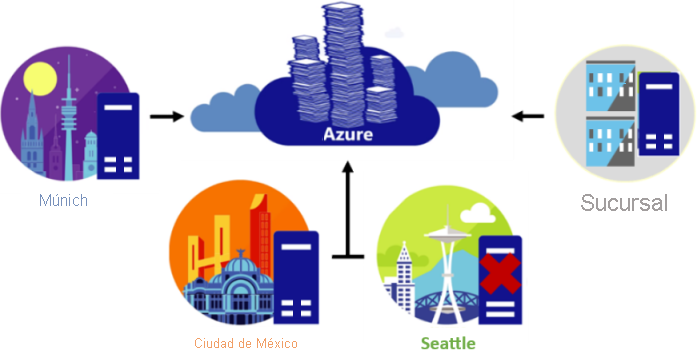 Azure
Múnich
Sucursal
Ciudad de México
Seattle